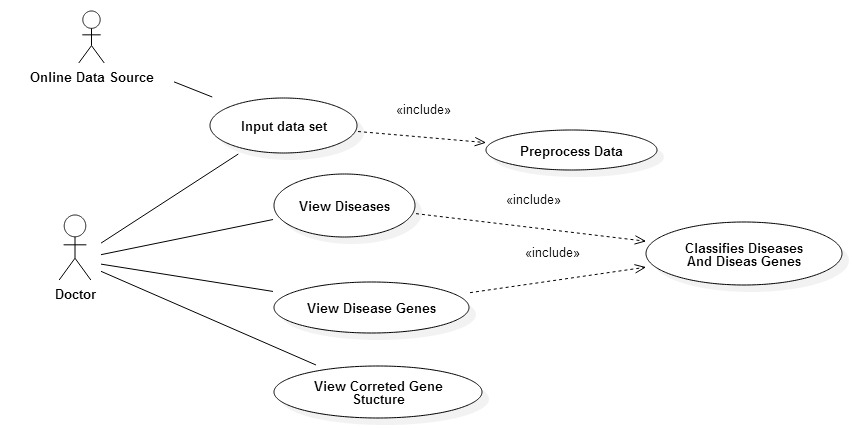 Online Data Source
«include»
Input data set
Preprocess Data
«include»
View Diseases
Classifies Diseases
And Diseas Genes
«include»
Doctor
View Disease Genes
View Correted Gene
Stucture